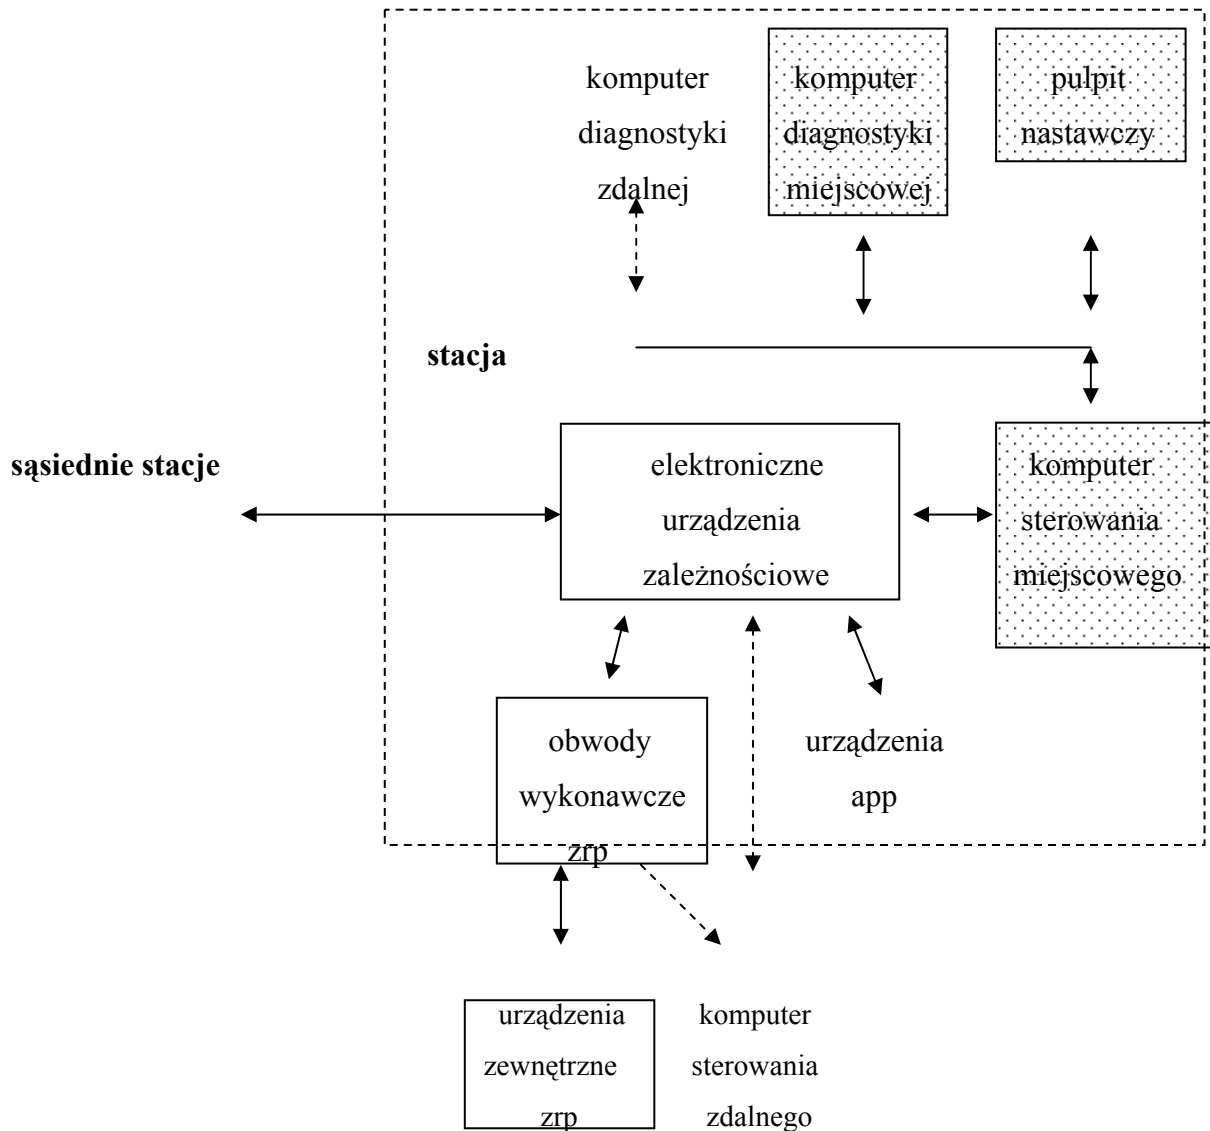 komputer
diagnostyki
zdalnej
komputer
diagnostyki
miejscowej
pulpit
nastawczy
stacja
sąsiednie stacje
elektroniczne
urządzenia
zależnościowe
komputer
sterowania
miejscowego
obwody
wykonawcze
zrp
urządzenia
app
urządzenia
zewnętrzne
zrp
komputer
sterowania
zdalnego